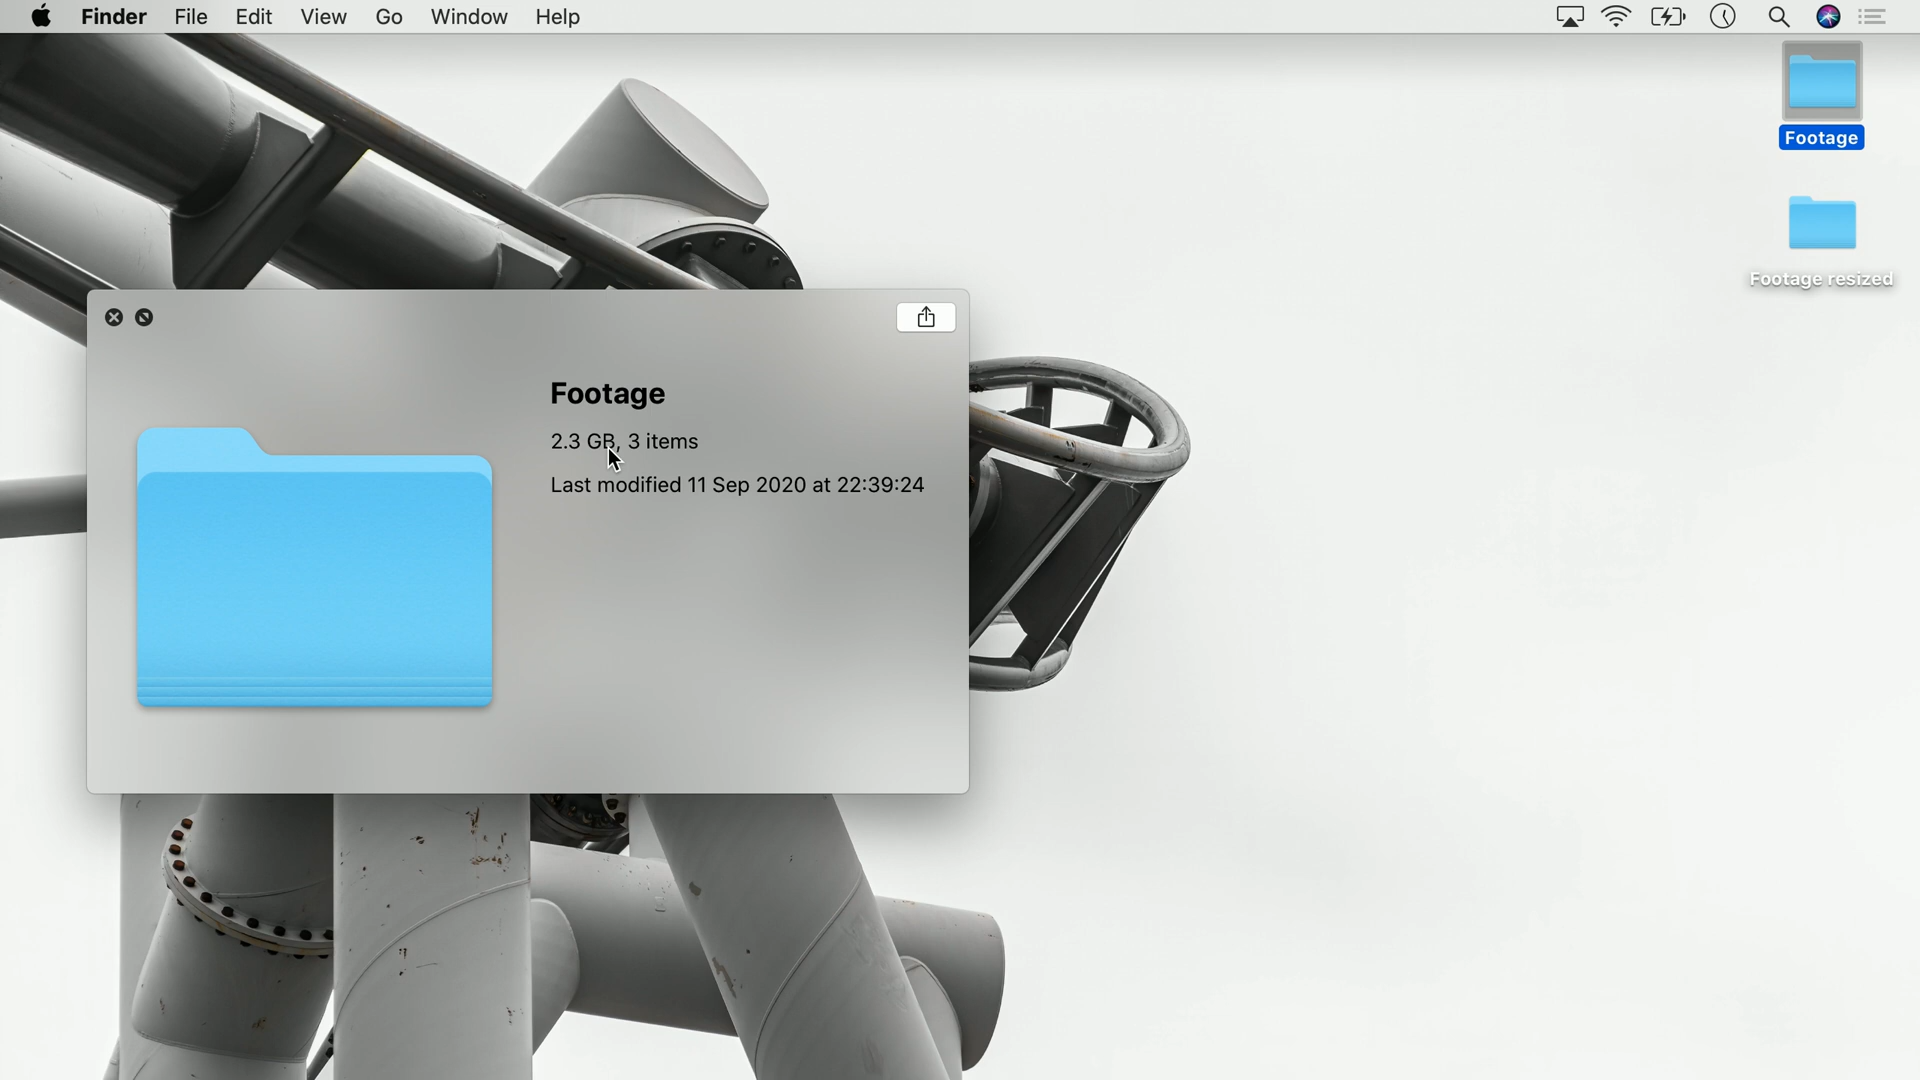 Finder File Edit View Go Window Help
Footage
Footage resized
Footage
2.3 GB, 3 items
Last modified 11 Sep 2020 at 22:39:24